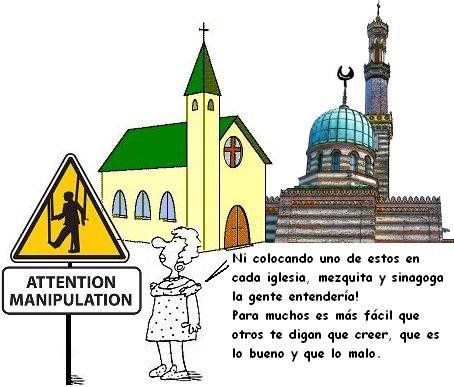 Ni colocando uno de estos en
cada iglesia, mezquita y sinagoga
la gente entendería!
Para muchos es más fácil que
otros te digan que creer, que es
lo bueno y que lo malo.
ATTENTION
MANIPULATION